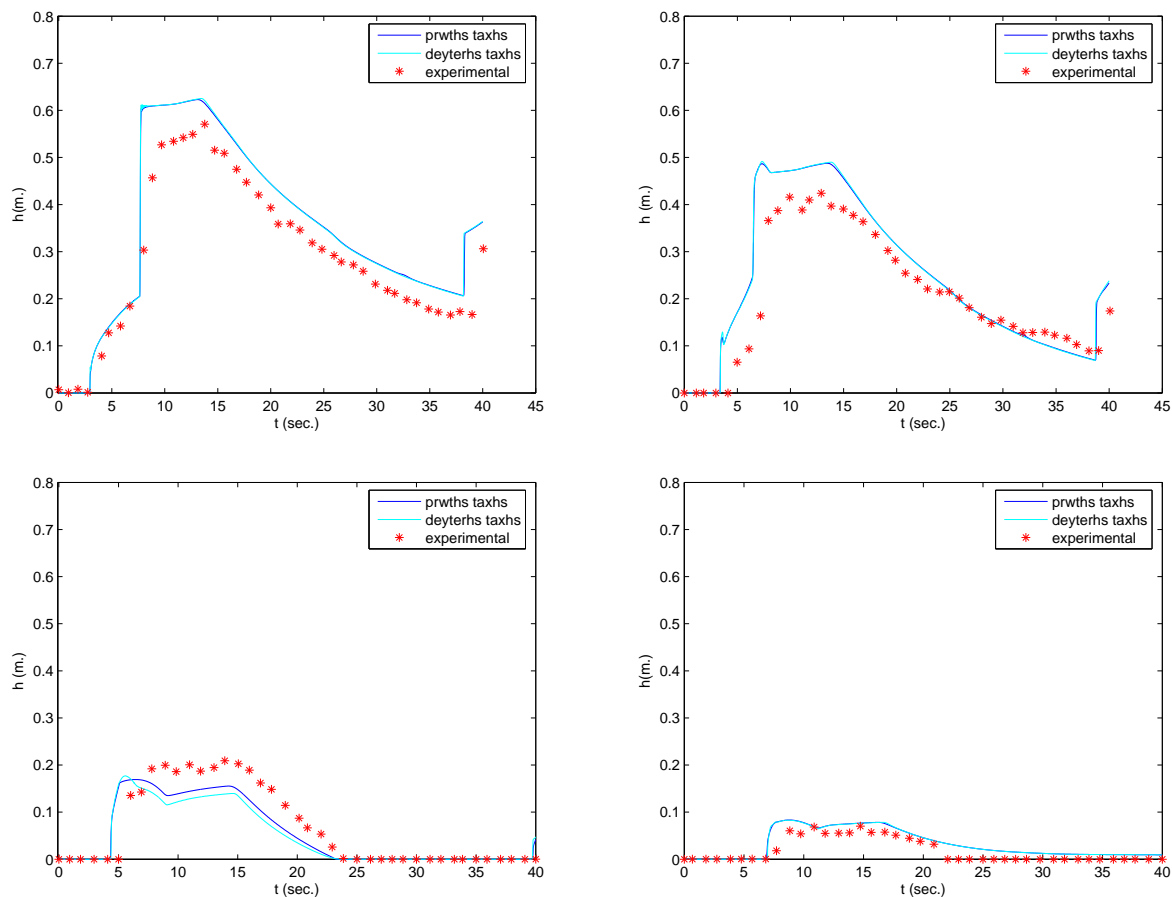 0.8
0.7
0.6
0.5
0.4
0.3
0.2
0.1
0
h(m.)
0 5 10 15 20 25 30 35 40 45
t (sec.)
prwths taxhs
deyterhs taxhs
experimental
0.8
0.7
0.6
0.5
0.4
0.3
0.2
0.1
0
h (m.)
0 5 10 15 20 25 30 35 40 45
t (sec.)
prwths taxhs
deyterhs taxhs
experimental
0.8
0.7
0.6
0.5
0.4
0.3
0.2
0.1
0
h (m.)
0 5 10 15 20 25 30 35 40
t (sec.)
prwths taxhs
deyterhs taxhs
experimental
0.8
0.7
0.6
0.5
0.4
0.3
0.2
0.1
0
h(m.)
0 5 10 15 20 25 30 35 40
t (sec.)
prwths taxhs
deyterhs taxhs
experimental